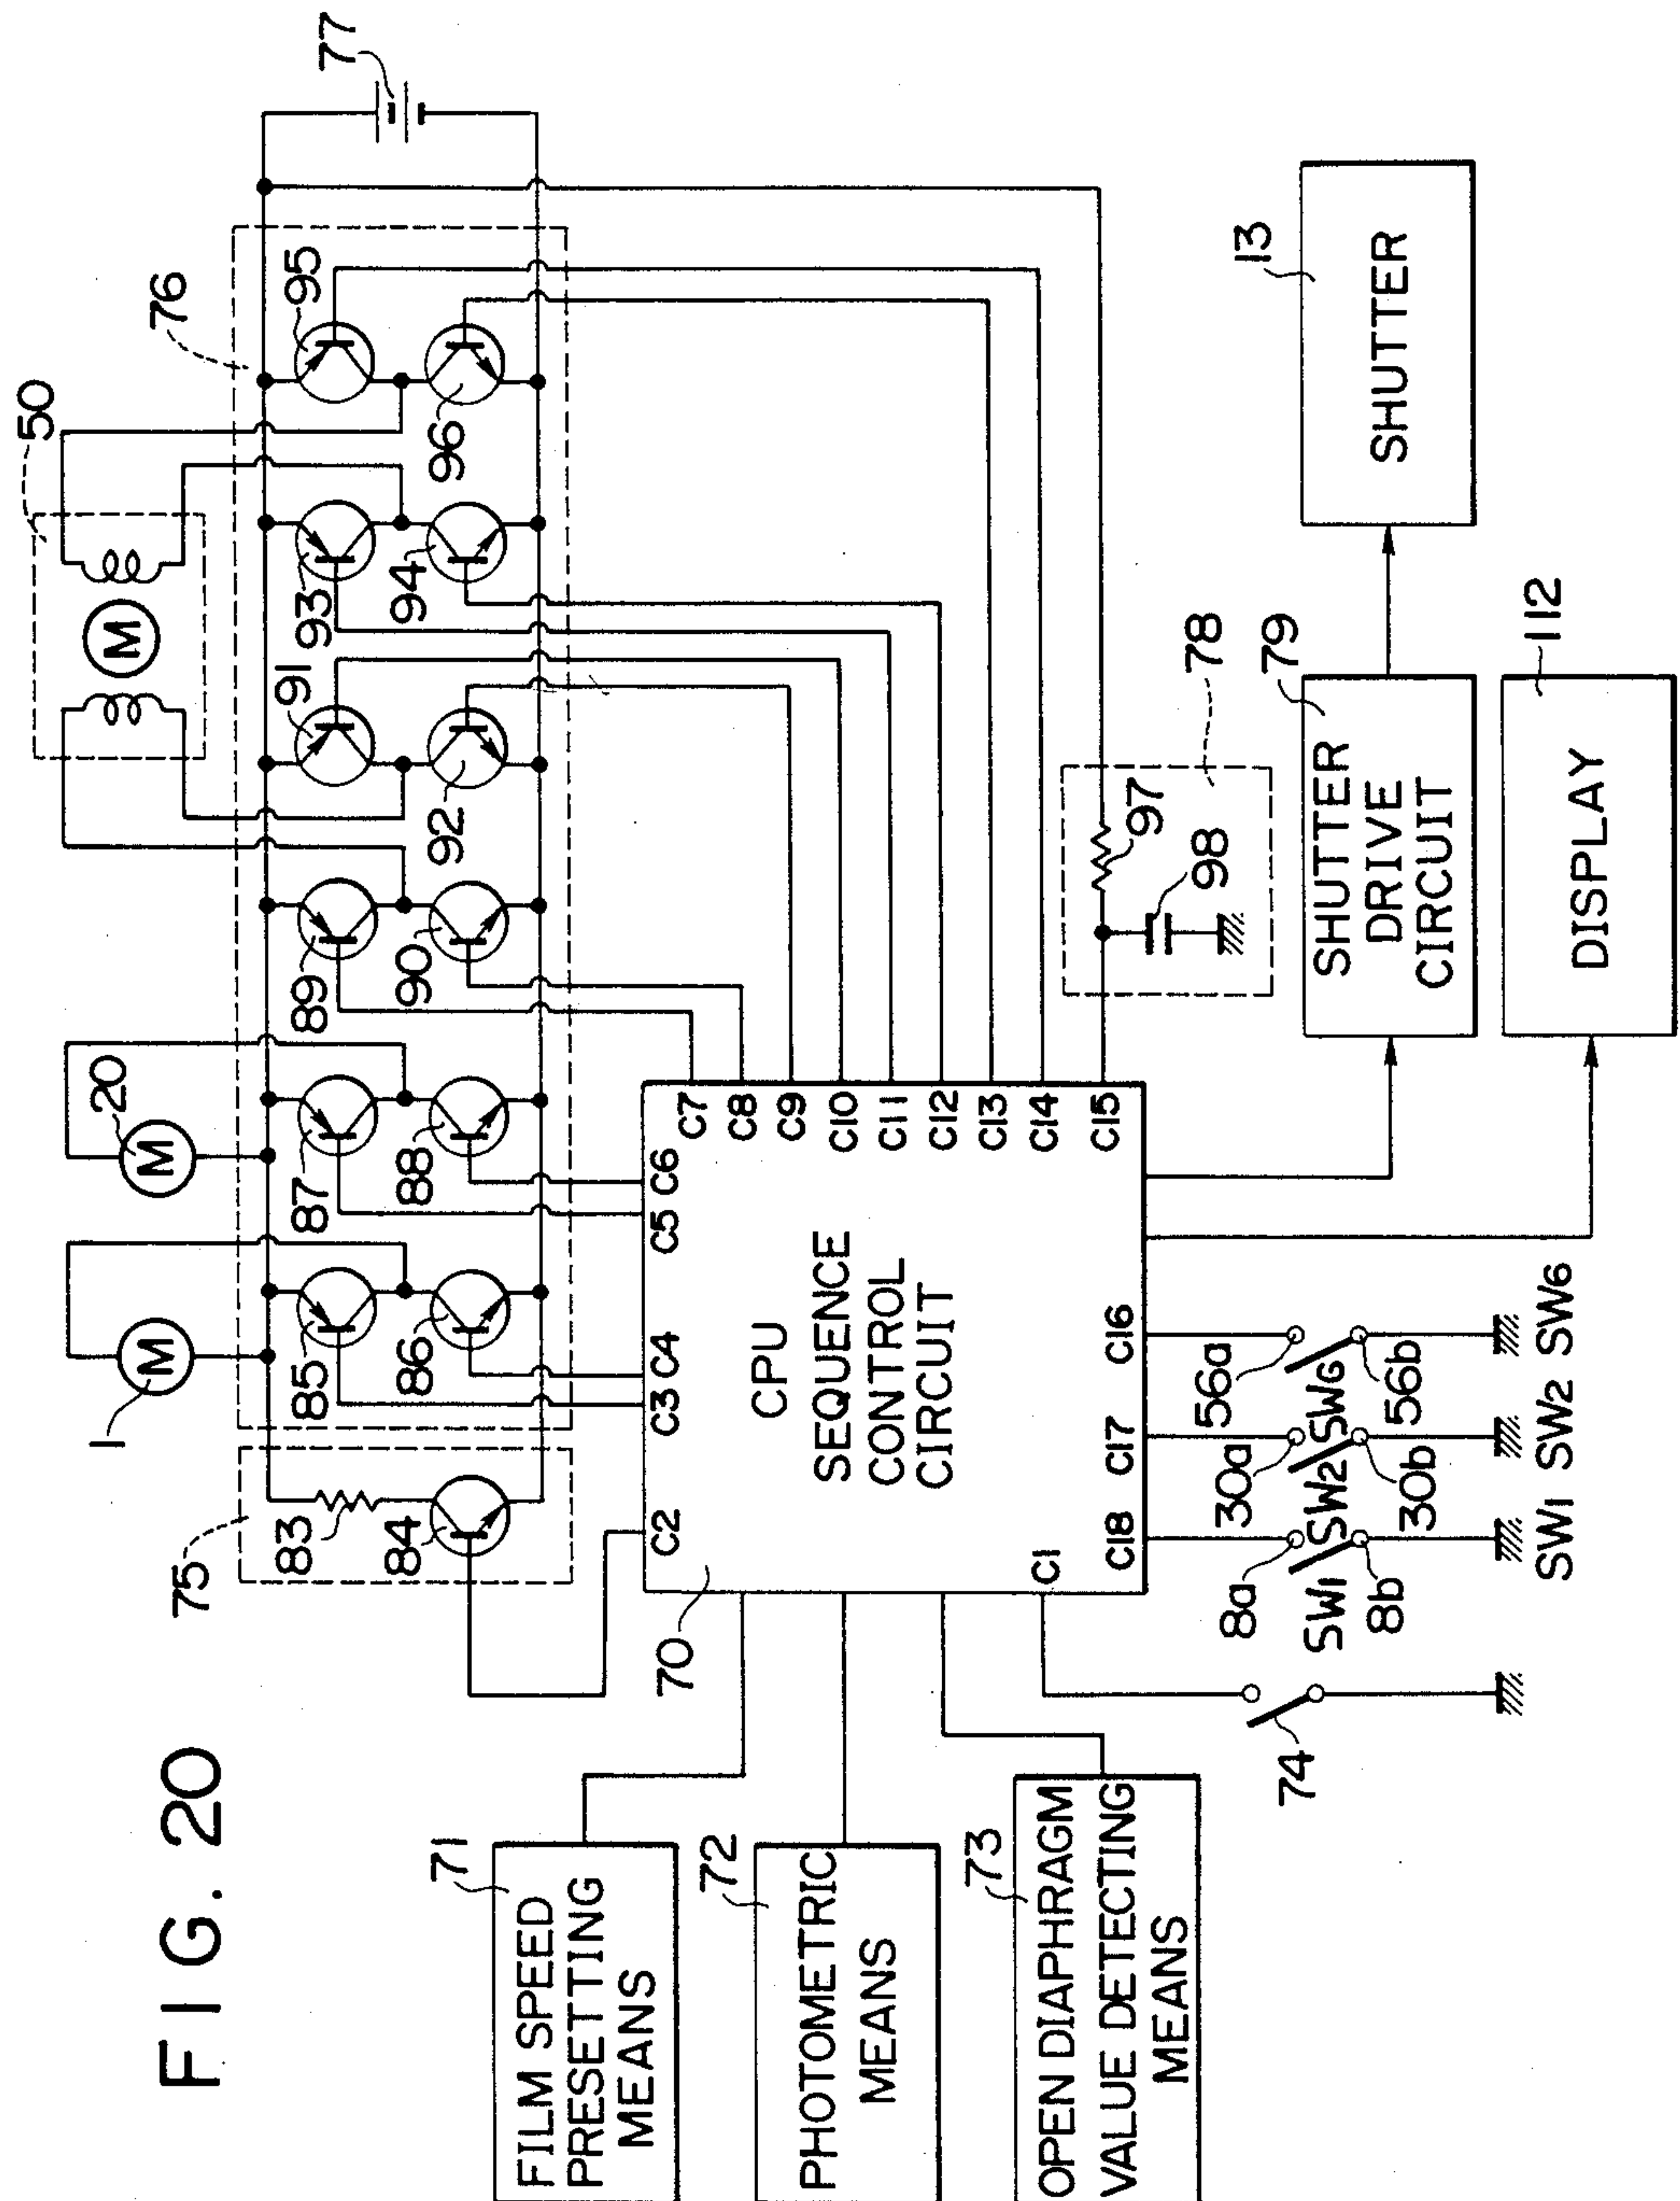 FIG. 20
50
77
1
20
76
75
83
84
85
86
87
88
89
90
91
92
93
94
95
96
C2
C3
C4
C5
C6
C7
C8
C9
C10
C11
C12
C13
C14
C15
C16
C17
C18
C1
CPU
SEQUENCE
CONTROL
CIRCUIT
70
M
M
M
71
FILM SPEED
PRESETTING
MEANS
72
PHOTOMETRIC
MEANS
73
OPEN DIAPHRAGM
VALUE DETECTING
MEANS
74
8a
SW1
8b
30a
SW2
30b
56a
SW6
56b
SW1
SW2
SW6
78
97
98
79
SHUTTER
DRIVE
CIRCUIT
13
SHUTTER
112
DISPLAY